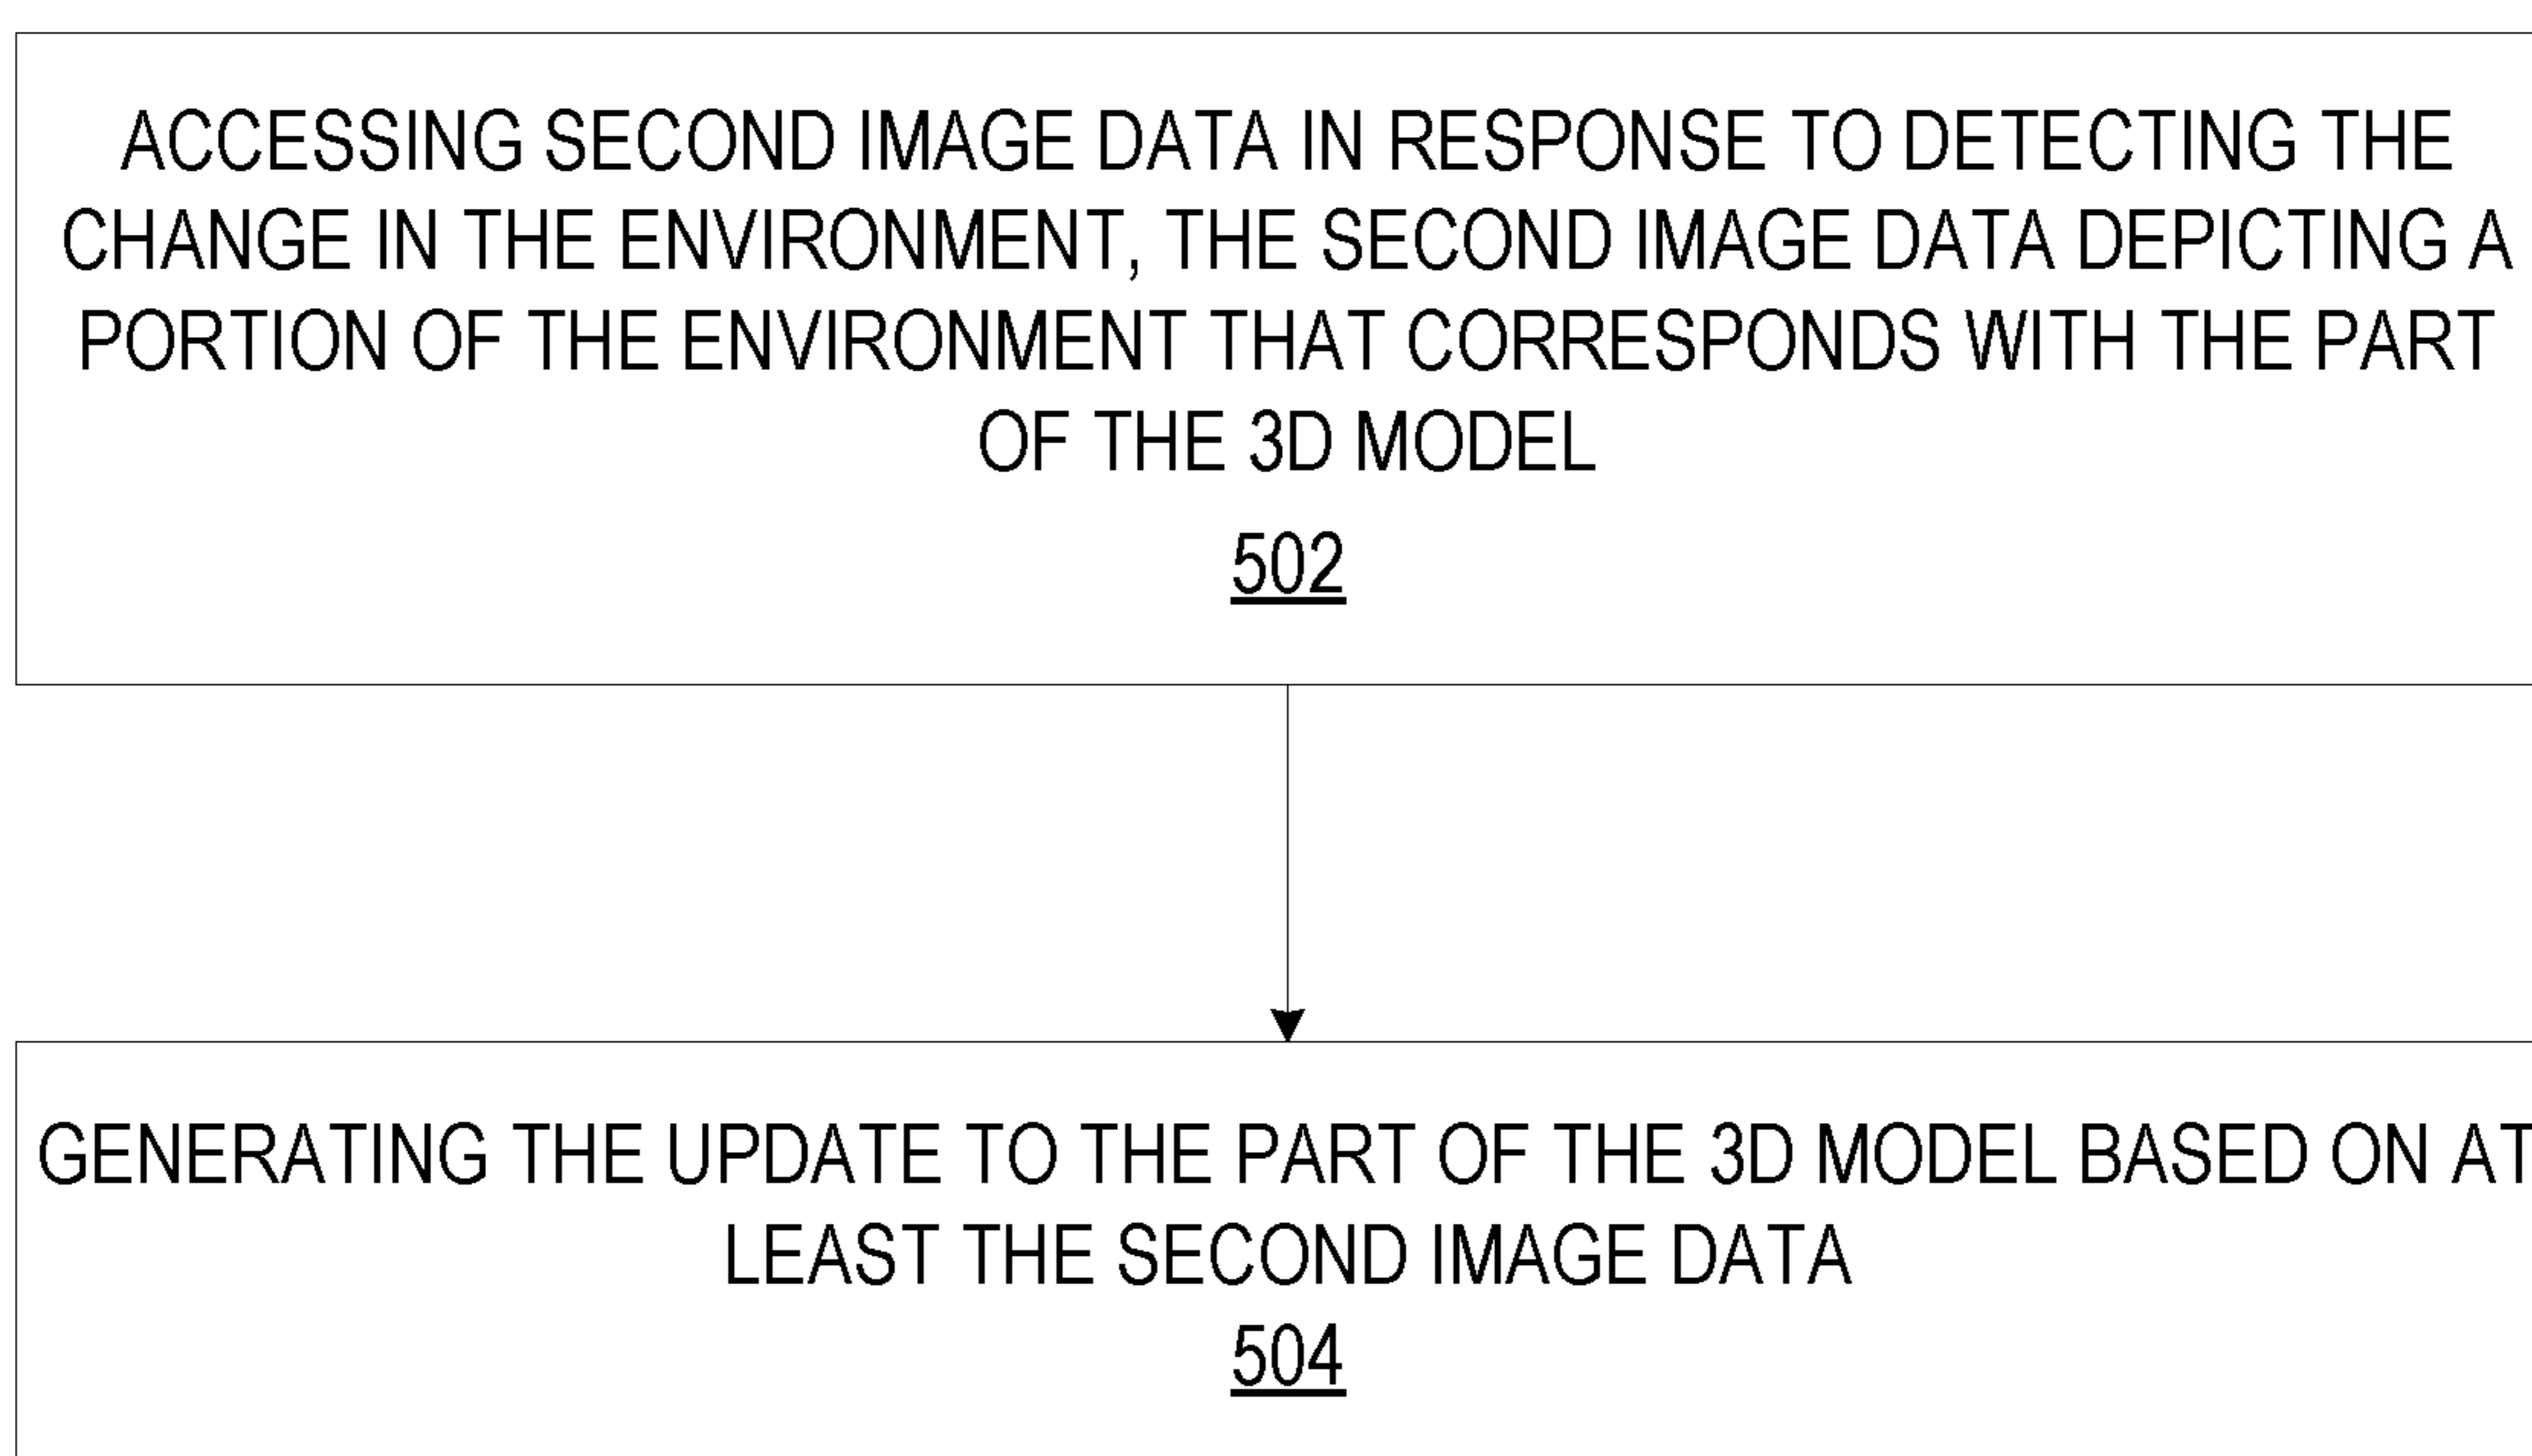 ACCESSING SECOND IMAGE DATA IN RESPONSE TO DETECTING THE
CHANGE IN THE ENVIRONMENT, THE SECOND IMAGE DATA DEPICTING A
PORTION OF THE ENVIRONMENT THAT CORRESPONDS WITH THE PART
OF THE 3D MODEL
502
GENERATING THE UPDATE TO THE PART OF THE 3D MODEL BASED ON AT
LEAST THE SECOND IMAGE DATA
504